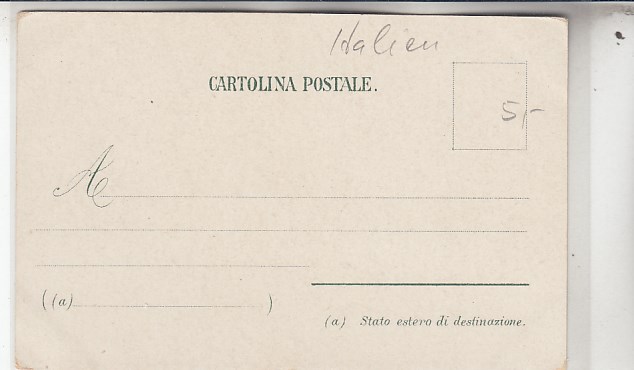 Italien
CARTOLINA POSTALE.
5,-
A
((a) )
(a) Stato estero di destinazione.